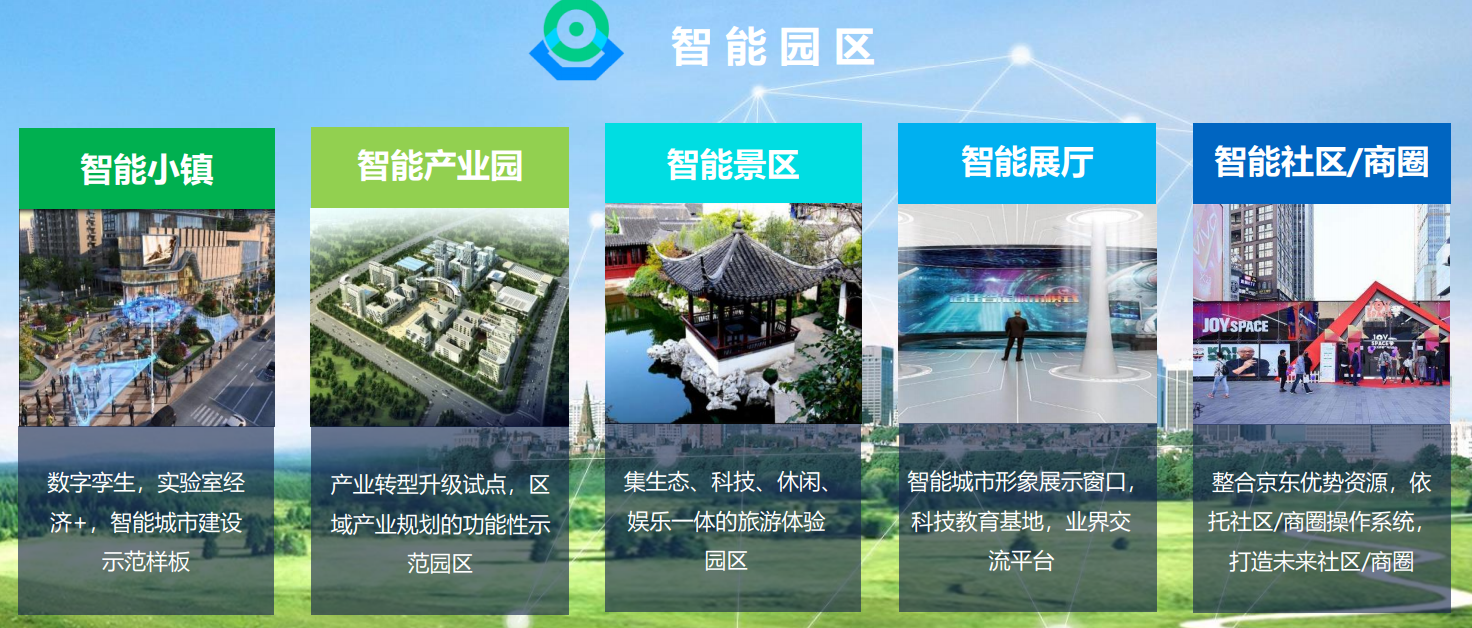 智能园区
智能小镇
智能产业园
智能景区
智能展厅
智能社区/商圈
JOY SPACE
JOY
SPACE
数字孪生，实验室经
济+，智能城市建设
示范样板
产业转型升级试点，区
域产业规划的功能性示
范园区
集生态、科技、休闲、
娱乐一体的旅游体验
园区
智能城市形象展示窗口，
科技教育基地，业界交
流平台
整合京东优势资源，依
托社区/商圈操作系统，
打造未来社区/商圈